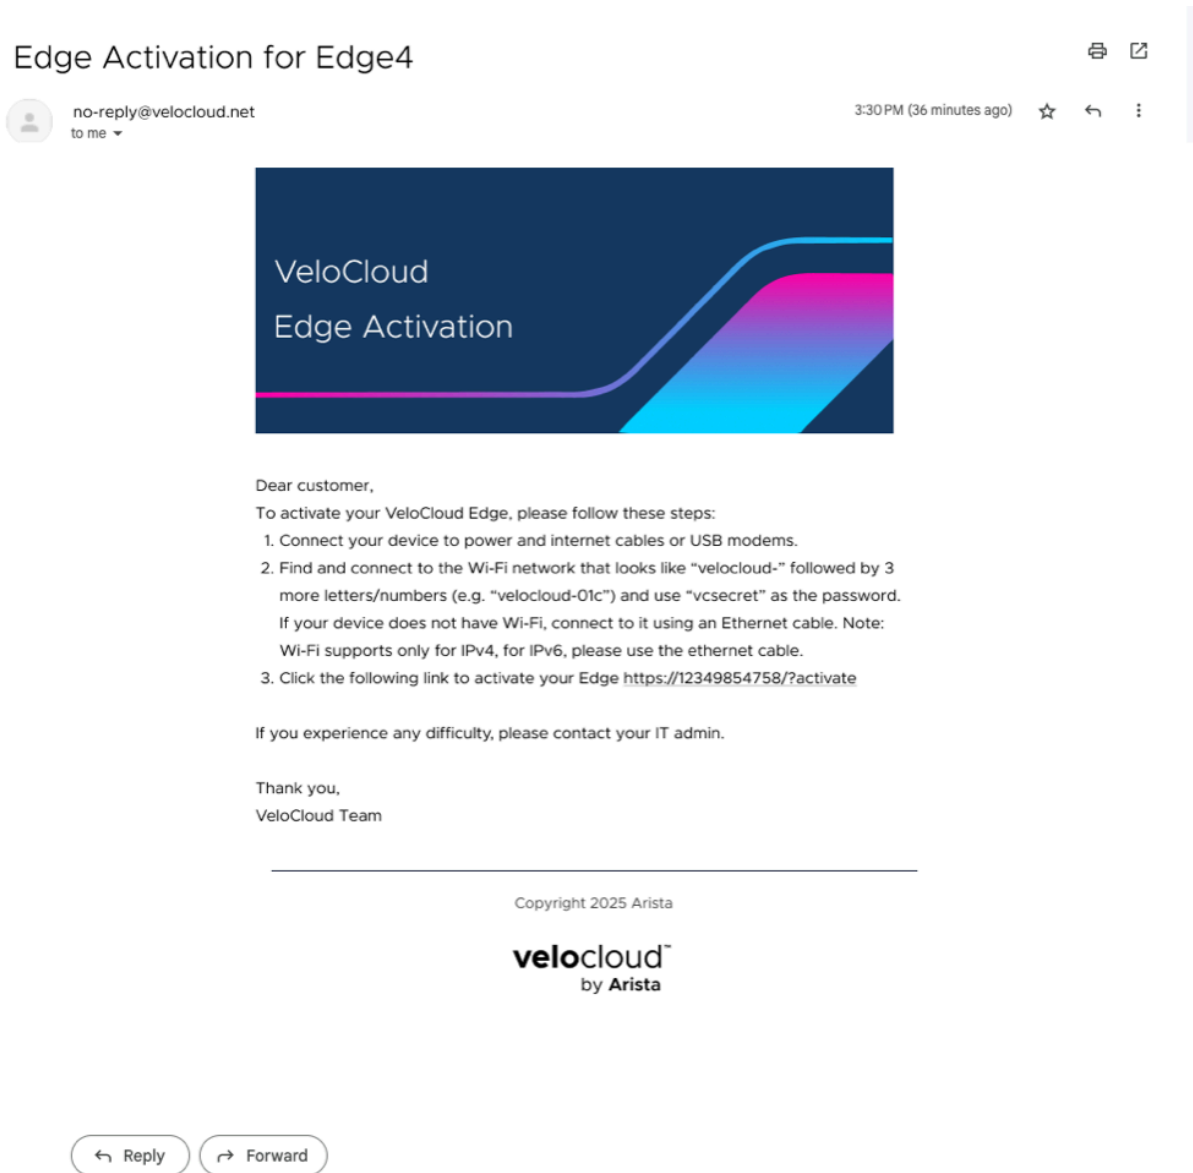 Edge Activation for Edge4
no-reply@velocloud.net
3:30 PM (36 minutes ago)
to me
VeloCloud
Edge Activation
Dear customer,
To activate your VeloCloud Edge, please follow these steps:
1. Connect your device to power and internet cables or USB modems.
2. Find and connect to the Wi-Fi network that looks like “velocloud-” followed by 3
more letters/numbers (e.g. “velocloud-01c”) and use “vcsecret” as the password.
If your device does not have Wi-Fi, connect to it using an Ethernet cable. Note:
Wi-Fi supports only for IPv4, for IPv6, please use the ethernet cable.
3. Click the following link to activate your Edge https://12349854758/?activate
If you experience any difficulty, please contact your IT admin.
Thank you,
VeloCloud Team
Copyright 2025 Arista
velocloud™
by Arista
Reply
Forward